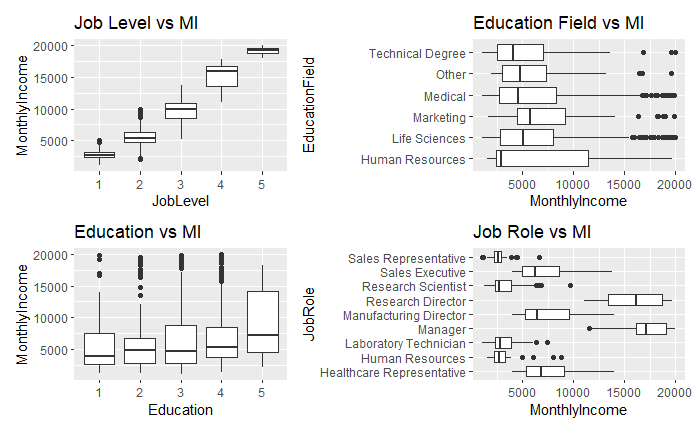 Job Level vs MI
MonthlyIncome
20000
15000
10000
5000
1 2 3 4 5
JobLevel
Education Field vs MI
EducationField
Technical Degree
Other
Medical
Marketing
Life Sciences
Human Resources
5000 10000 15000 20000
MonthlyIncome
Education vs MI
MonthlyIncome
20000
15000
10000
5000
1 2 3 4 5
Education
Job Role vs MI
JobRole
Sales Representative
Sales Executive
Research Scientist
Research Director
Manufacturing Director
Manager
Laboratory Technician
Human Resources
Healthcare Representative
5000 10000 15000 20000
MonthlyIncome